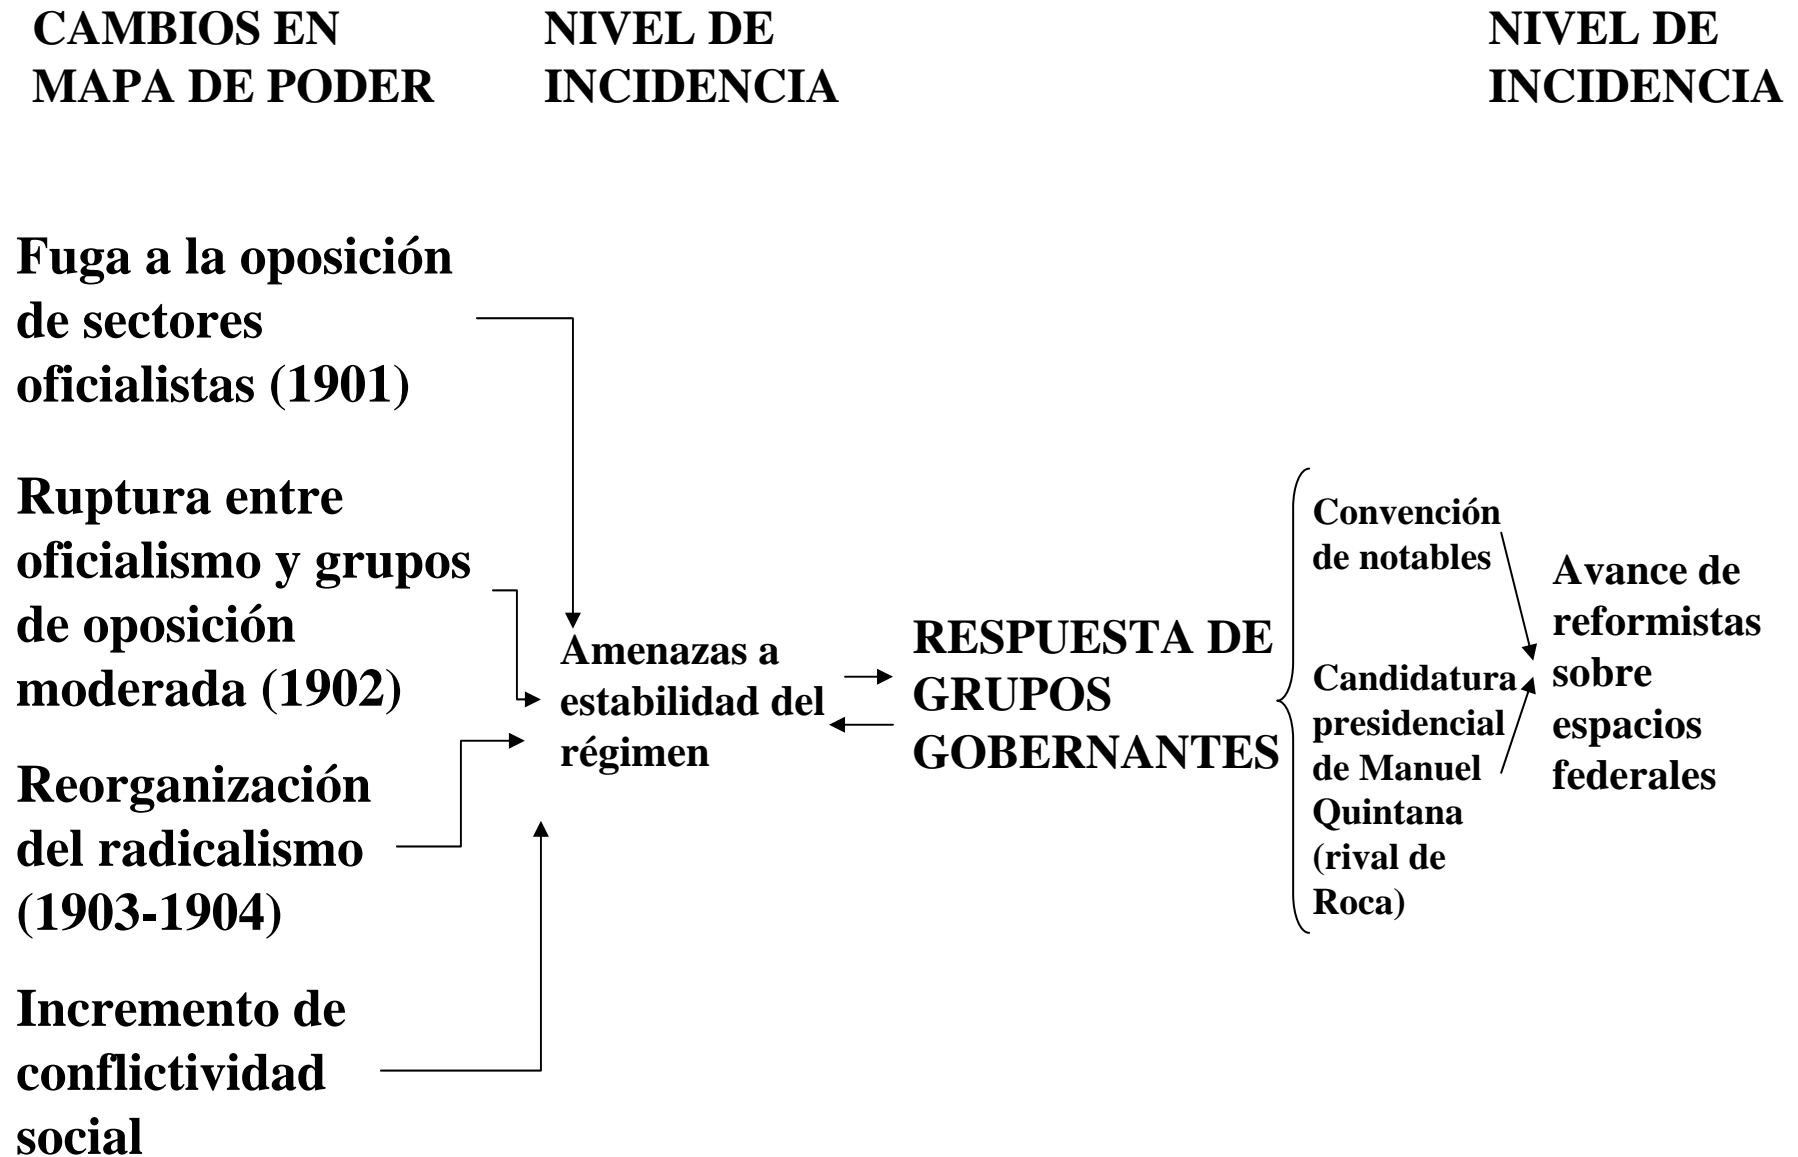 CAMBIOS EN
MAPA DE PODER
NIVEL DE
INCIDENCIA
NIVEL DE
INCIDENCIA
Fuga a la oposición
de sectores
oficialistas (1901)
Ruptura entre
oficialismo y grupos
de oposición
moderada (1902)
Reorganización
del radicalismo
(1903-1904)
Incremento de
conflictividad
social
Amenazas a
estabilidad del
régimen
RESPUESTA DE
GRUPOS
GOBERNANTES
Convención
de notables
Candidatura
presidencial
de Manuel
Quintana
(rival de
Roca)
Avance de
reformistas
sobre
espacios
federales